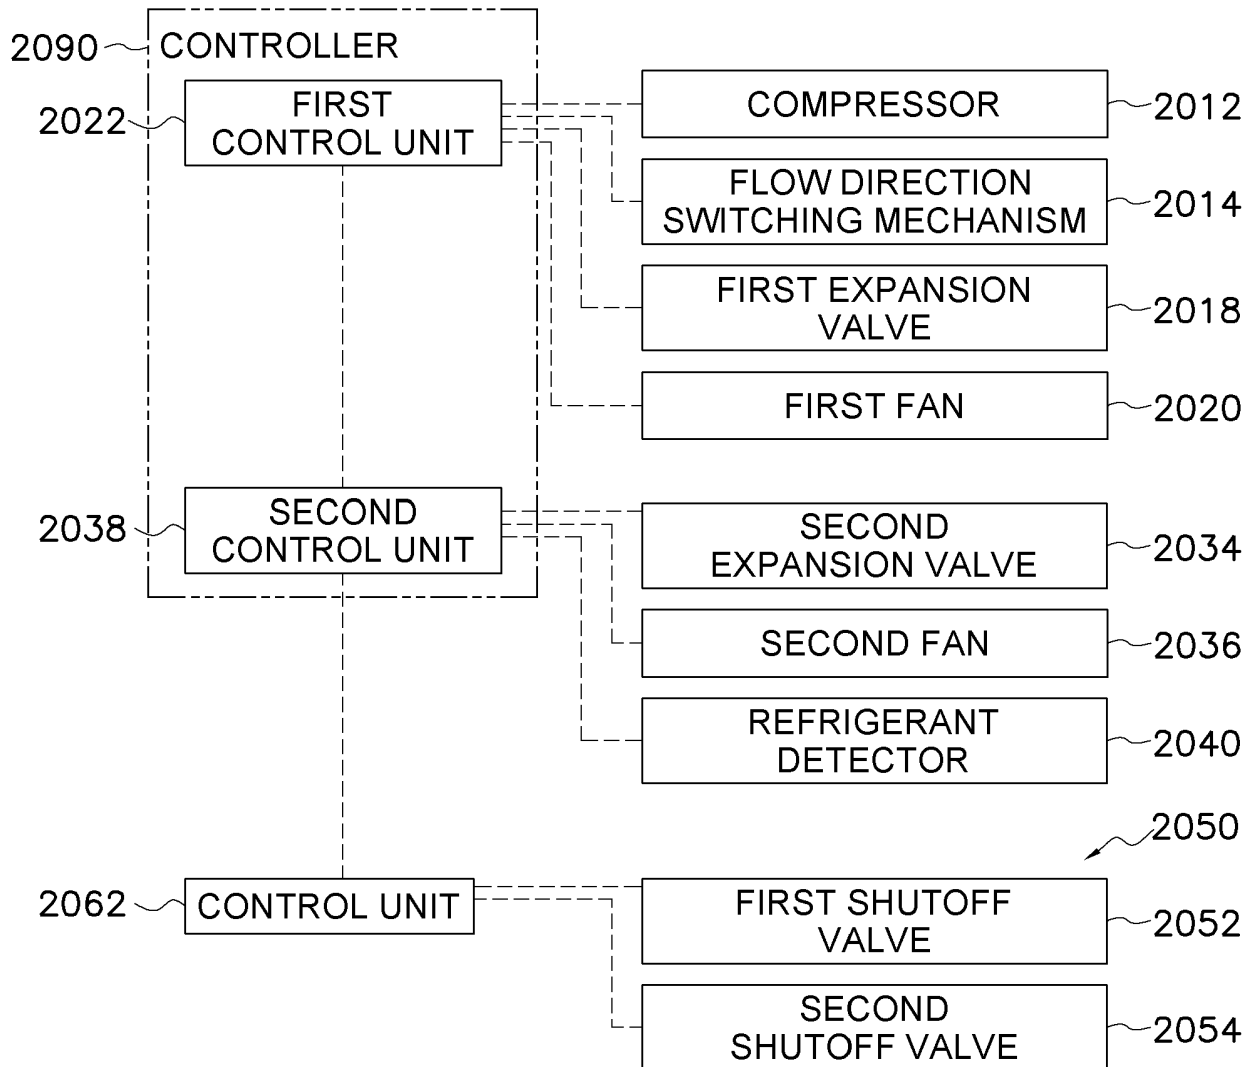 2090
CONTROLLER
2022
FIRST
CONTROL UNIT
COMPRESSOR
2012
FLOW DIRECTION
SWITCHING MECHANISM
2014
FIRST EXPANSION
VALVE
2018
FIRST FAN
2020
2038
SECOND
CONTROL UNIT
SECOND
EXPANSION VALVE
2034
SECOND FAN
2036
REFRIGERANT
DETECTOR
2040
2050
2062
CONTROL UNIT
FIRST SHUTOFF
VALVE
2052
SECOND
SHUTOFF VALVE
2054